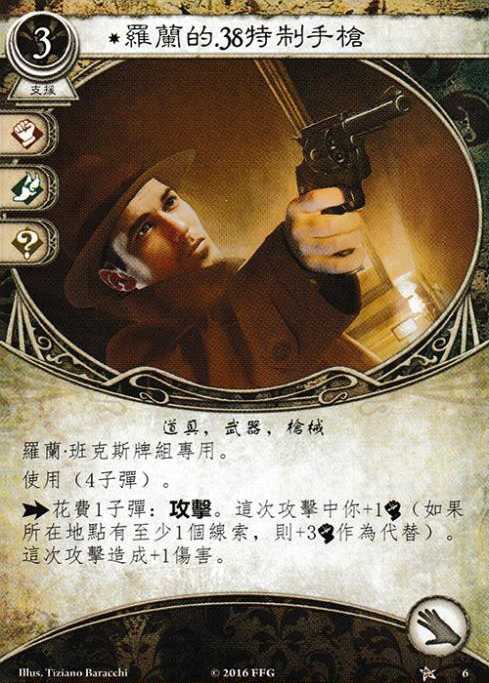 3
*羅蘭的.38特制手槍
支援
道具，武器，槍械
羅蘭·班克斯牌組專用。
使用（4子彈）。
花費1子彈：攻擊。這次攻擊中你+1（如果
所在地點有至少1個線索，則+3作為代替）。
這次攻擊造成+1傷害。
Illus. Tiziano Baracchi
© 2016 FFG
6